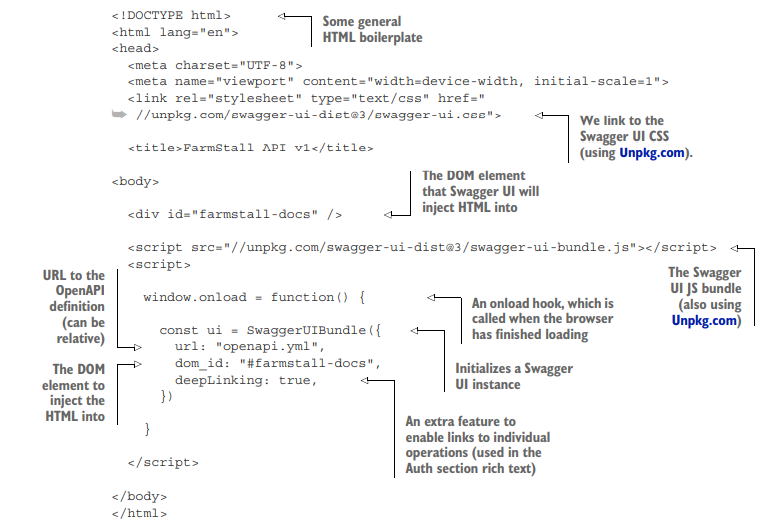 <!DOCTYPE html>
Some general
HTML boilerplate
<html lang="en">
<head>
<meta charset="UTF-8">
<meta name="viewport" content="width=device-width, initial-scale=1">
<link rel="stylesheet" type="text/css" href="
➥ //unpkg.com/swagger-ui-dist@3/swagger-ui.css">
We link to the
Swagger UI CSS
(using Unpkg.com).
<title>FarmStall API v1</title>
<body>
The DOM element
that Swagger UI will
inject HTML into
<div id="farmstall-docs" />
<script src="//unpkg.com/swagger-ui-dist@3/swagger-ui-bundle.js"></script>
The Swagger
UI JS bundle
(also using
Unpkg.com)
<script>
URL to the
OpenAPI
definition
(can be
relative)
window.onload = function() {
An onload hook, which is
called when the browser
has finished loading
const ui = SwaggerUIBundle({
Initializes a Swagger
UI instance
url: "openapi.yml",
dom_id: "#farmstall-docs",
The DOM
element to
inject the
HTML into
deepLinking: true,
An extra feature to
enable links to individual
operations (used in the
Auth section rich text)
})
}
</script>
</body>
</html>